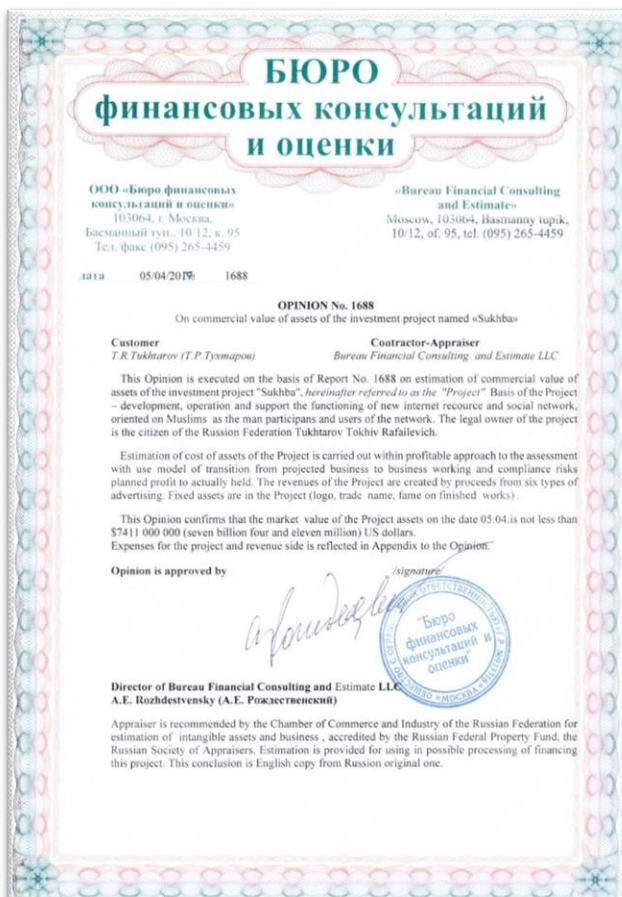 БЮРО
финансовых консультаций
и оценки
ООО «Бюро финансовых
консультаций и оценки»
103064, г. Москва,
Басманный туп., 10/12, к. 95
Тел. факс (095) 265-4459
«Bureau Financial Consulting
and Estimate»
Moscow, 103064, Basmanny tupik,
10/12, of. 95, tel. (095) 265-4459
дата 05/04/2017 1688
OPINION No. 1688
On commercial value of assets of the investment project named «Sukhba»
Customer
T.R.Tukhtarov (Т.Р.Тухтаров)
Contractor-Appraiser
Bureau Financial Consulting and Estimate LLC
This Opinion is executed on the basis of Report No. 1688 on estimation of commercial value of
assets of the investment project "Sukhba", hereinafter referred to as the "Project". Basis of the Project
– development, operation and support the functioning of new internet recource and social network,
oriented on Muslims as the man participans and users of the network. The legal owner of the project
is the citizen of the Russian Federation Tukhtarov Tokhiv Rafailevich.
Estimation of cost of assets of the Project is carried out within profitable approach to the assessment
with use model of transition from projected business to business working and compliance risks
planned profit to actually held. The revenues of the Project are created by proceeds from six types of
advertising. Fixed assets are in the Project (logo, trade name, fame on finished works).
This Opinion confirms that the market value of the Project assets on the date 05.04.is not less than
$7411 000 000 (seven billion four and eleven million) US dollars.
Expenses for the project and revenue side is reflected in Appendix to the Opinion.
Opinion is approved by /signature/
"Бюро
финансовых
консультаций и
оценки"
Director of Bureau Financial Consulting and Estimate LLC
A.E. Rozhdestvensky (А.Е. Рождественский)
Appraiser is recommended by the Chamber of Commerce and Industry of the Russian Federation for
estimation of intangible assets and business , accredited by the Russian Federal Property Fund, the
Russian Society of Appraisers. Estimation is provided for using in possible processing of financing
this project. This conclusion is English copy from Russion original one.